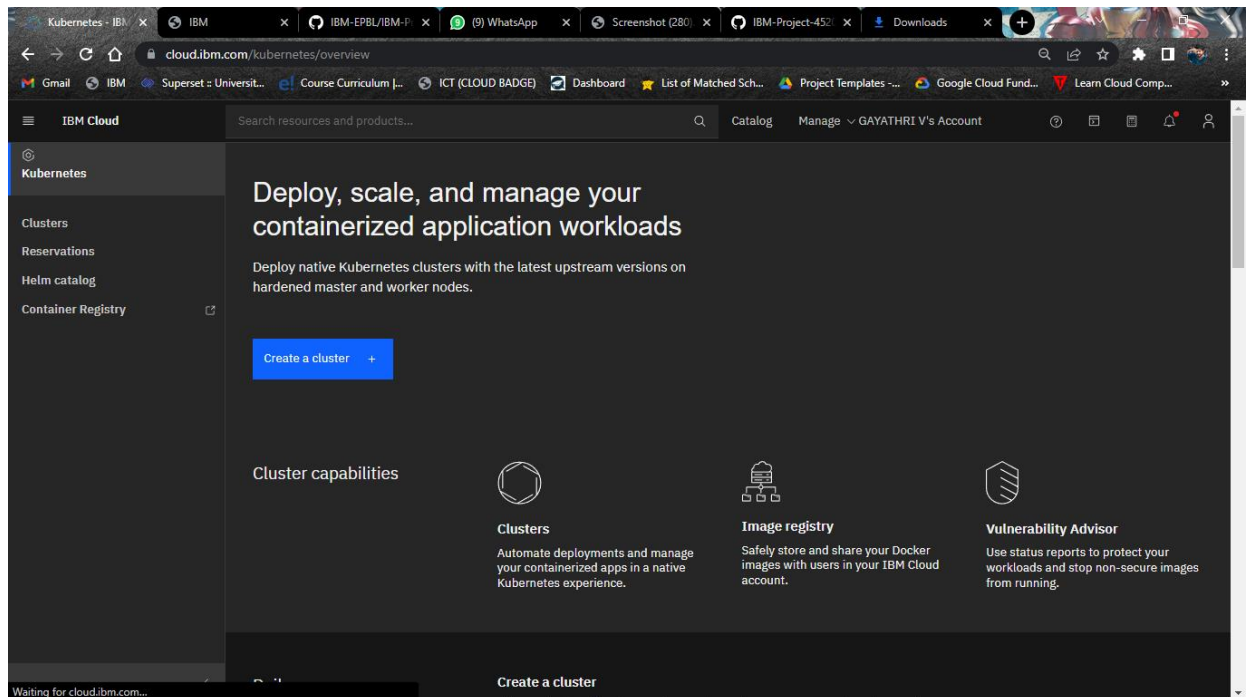 Kubernetes - IBM
IBM
IBM-EPBL/IBM-P
(9) WhatsApp
Screenshot (280)
IBM-Project-452
Downloads
cloud.ibm.com/kubernetes/overview
Gmail
IBM
Superset :: Universit...
Course Curriculum |...
ICT (CLOUD BADGE)
Dashboard
List of Matched Sch...
Project Templates -...
Google Cloud Fund...
Learn Cloud Comp...
»
IBM Cloud
Search resources and products...
Catalog
Manage
GAYATHRI V's Account
Kubernetes
Clusters
Reservations
Helm catalog
Container Registry
Deploy, scale, and manage your
containerized application workloads
Deploy native Kubernetes clusters with the latest upstream versions on
hardened master and worker nodes.
Create a cluster +
Cluster capabilities
Clusters
Automate deployments and manage
your containerized apps in a native
Kubernetes experience.
Image registry
Safely store and share your Docker
images with users in your IBM Cloud
account.
Vulnerability Advisor
Use status reports to protect your
workloads and stop non-secure images
from running.
Create a cluster
Waiting for cloud.ibm.com...